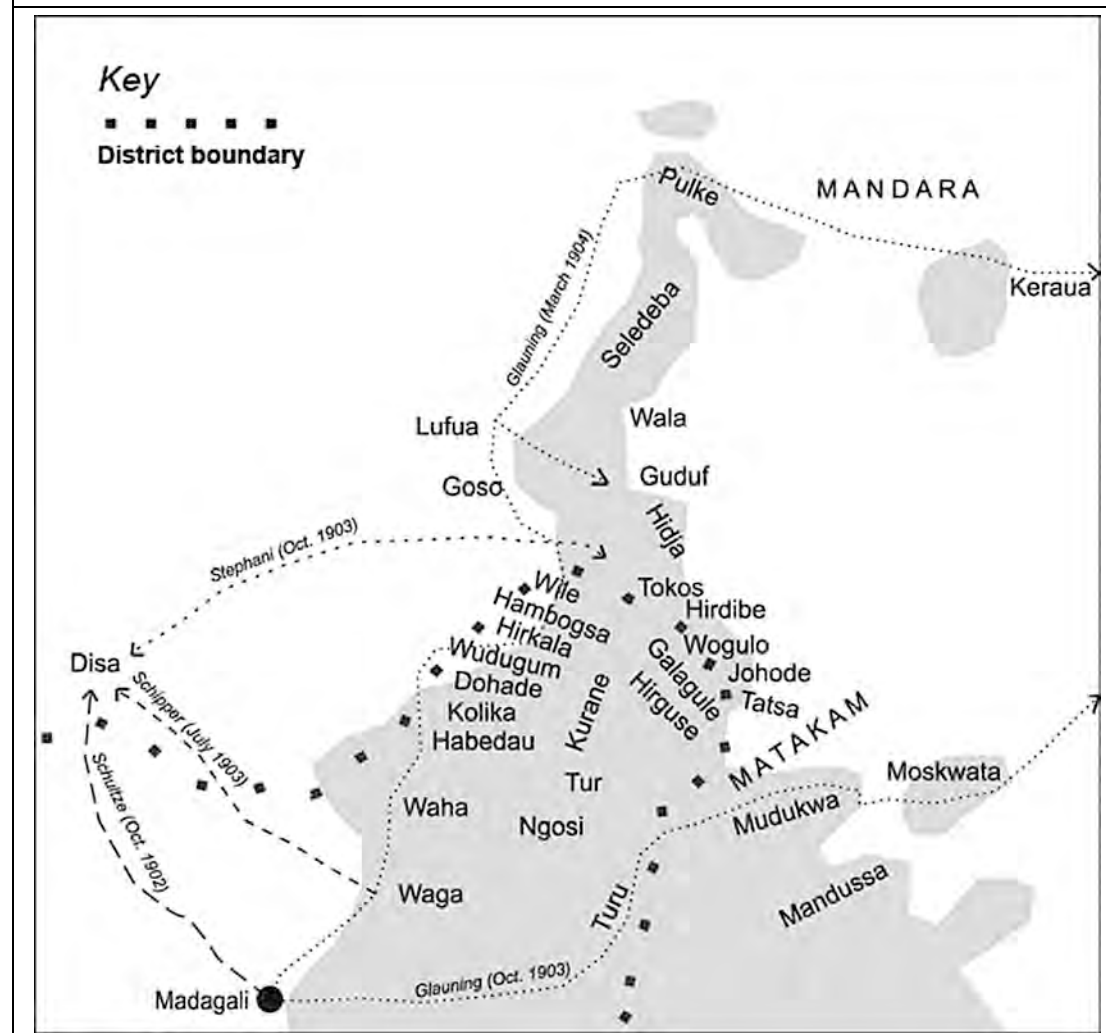 Key
District boundary
Pulke
MANDARA
Keraua
Glauning (March 1904)
Seledeba
Lufua
Wala
Goso
Guduf
Hidja
Stephani (Oct. 1903)
Wile
Tokos
Hambogsa
Hirdibe
Hirkala
Wogulo
Wudugum
Galagule
Johode
Disa
Dohade
Hirguse
Tatsa
Schipper (July 1903)
Kolika
Kurane
MATAKAM
Habedau
Schultze (Oct. 1902)
Tur
Moskwata
Waha
Ngosi
Mudukwa
Waga
Turu
Mandussa
Glauning (Oct. 1903)
Madagali